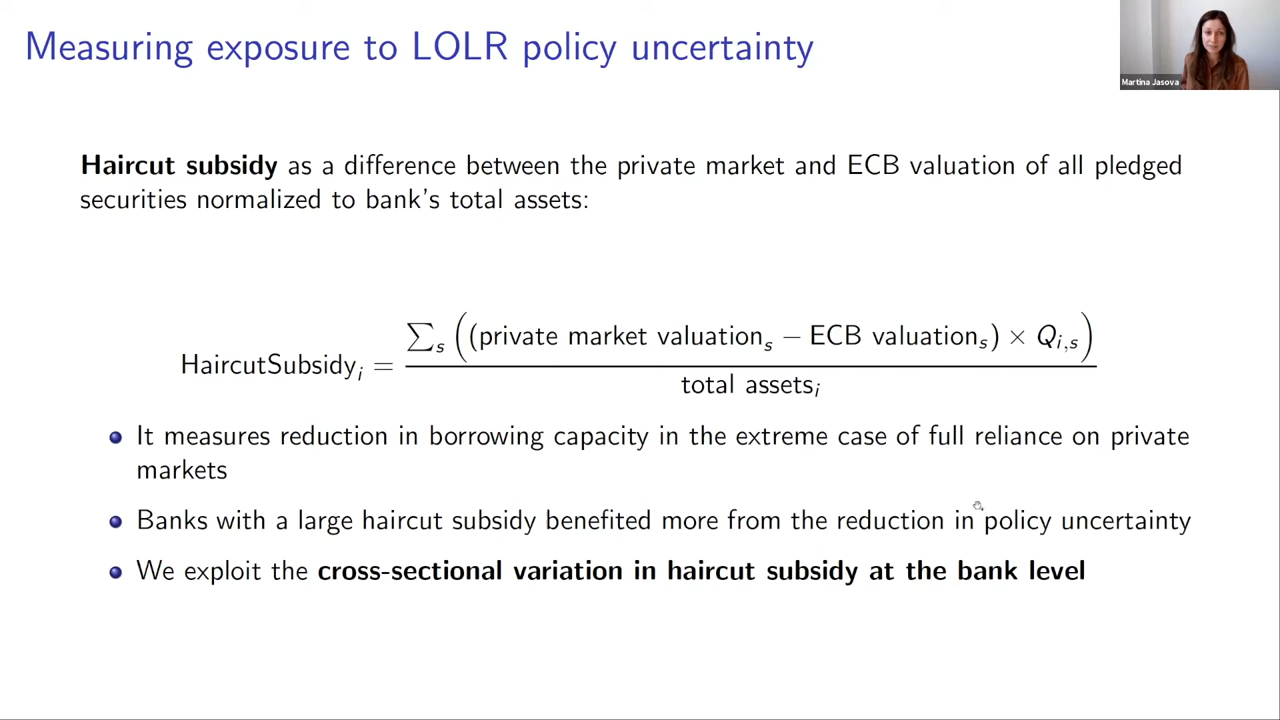 Measuring exposure to LOLR policy uncertainty
Martina Jasova
Haircut subsidy as a difference between the private market and ECB valuation of all pledged
securities normalized to bank's total assets:
HaircutSubsidy_i = \frac{\sum_s ((private market valuation_s − ECB valuation_s) × Q_{i,s})}{total assets_i}
It measures reduction in borrowing capacity in the extreme case of full reliance on private
markets
Banks with a large haircut subsidy benefited more from the reduction in policy uncertainty
We exploit the cross-sectional variation in haircut subsidy at the bank level